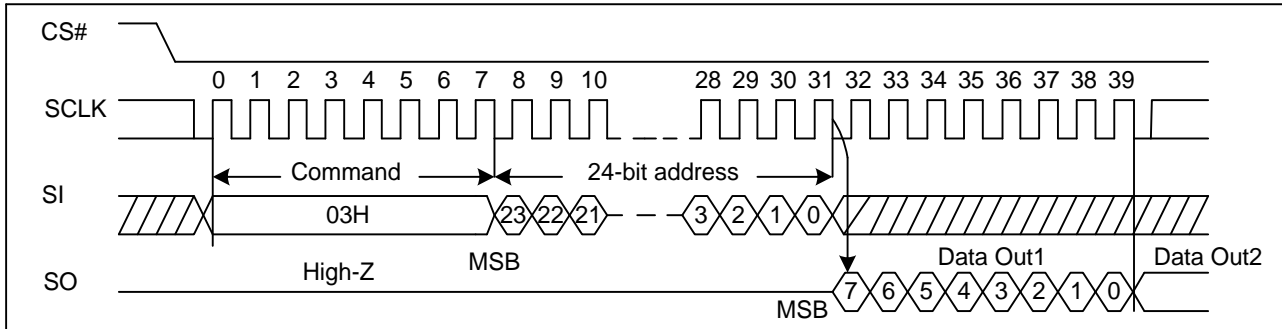 CS#
0 1 2 3 4 5 6 7 8 9 10 28 29 30 31 32 33 34 35 36 37 38 39
SCLK
Command 24-bit address
SI
03H 23 22 21 3 2 1 0
High-Z MSB Data Out1 Data Out2
SO
MSB 7 6 5 4 3 2 1 0